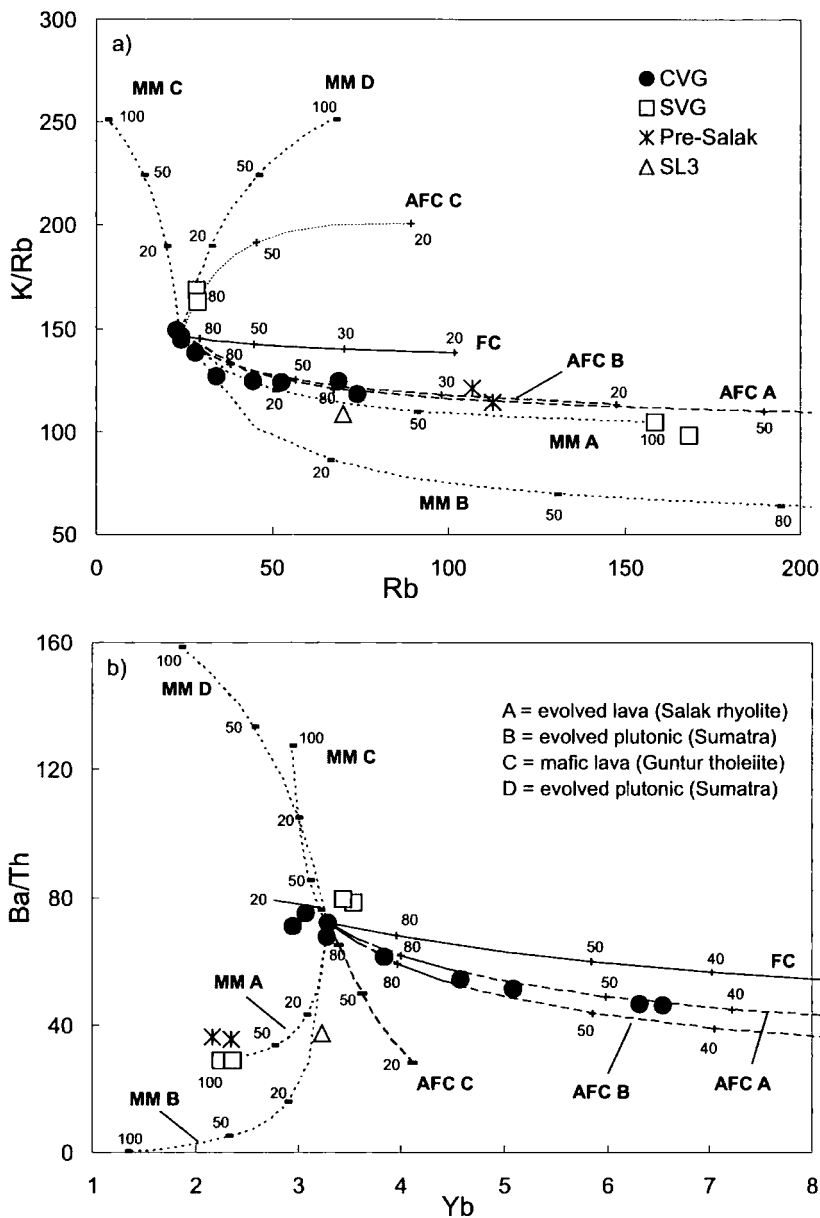 a)
300
250
200
150
100
50
K/Rb
0
50
100
150
200
Rb
CVG
SVG
Pre-Salak
SL3
MM C
100
50
20
MM D
100
50
20
AFC C
80
50
20
FC
80
50
30
20
AFC B
80
50
30
20
AFC A
80
50
MM A
20
50
100
MM B
20
50
80
b)
160
120
80
40
0
Ba/Th
1
2
3
4
5
6
7
8
Yb
A = evolved lava (Salak rhyolite)
B = evolved plutonic (Sumatra)
C = mafic lava (Guntur tholeiite)
D = evolved plutonic (Sumatra)
100
MM D
50
20
100
MM C
20
50
FC
80
50
40
AFC A
80
50
40
AFC B
80
50
40
AFC C
80
50
20
MM A
20
50
100
MM B
20
50
100